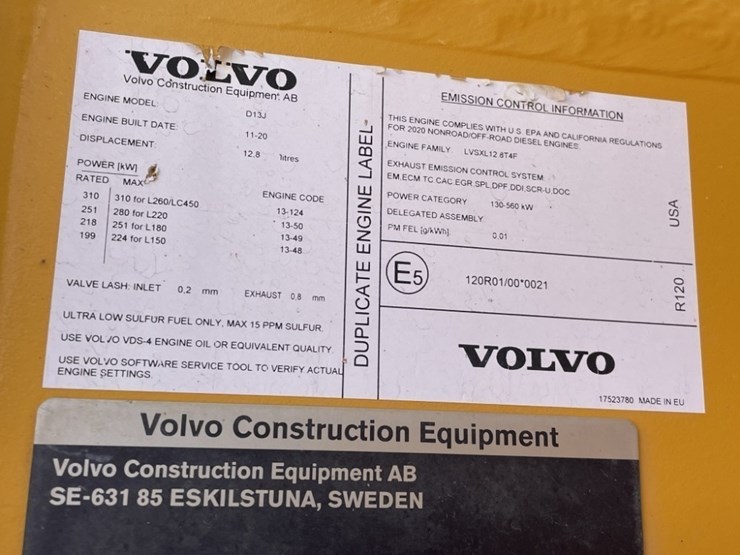 VOLVO
Volvo Construction Equipment AB
ENGINE MODEL D13J
ENGINE BUILT DATE: 11-20
DISPLACEMENT: 12,8 litres
POWER [kW]
RATED MAX ENGINE CODE
310 310 for L260/LC450 13-124
251 280 for L220 13-50
218 251 for L180 13-49
199 224 for L150 13-48
VALVE LASH: INLET 0,2 mm EXHAUST 0,8 mm
ULTRA LOW SULFUR FUEL ONLY, MAX 15 PPM SULFUR.
USE VOLVO VDS-4 ENGINE OIL OR EQUIVALENT QUALITY.
USE VOLVO SOFTWARE SERVICE TOOL TO VERIFY ACTUAL
ENGINE SETTINGS.
DUPLICATE ENGINE LABEL
EMISSION CONTROL INFORMATION
THIS ENGINE COMPLIES WITH U.S. EPA AND CALIFORNIA REGULATIONS
FOR 2020 NONROAD/OFF-ROAD DIESEL ENGINES.
ENGINE FAMILY LVSXL12.8T4F
EXHAUST EMISSION CONTROL SYSTEM
EM,ECM TC CAC EGR SPL,DPF DDI,SCR-U,DOC
POWER CATEGORY 130-560 kW
DELEGATED ASSEMBLY
PM FEL [g/kWh] 0,01
USA
E5 120R01/00*0021
R120
VOLVO
17523780 MADE IN EU
Volvo Construction Equipment
Volvo Construction Equipment AB
SE-631 85 ESKILSTUNA, SWEDEN